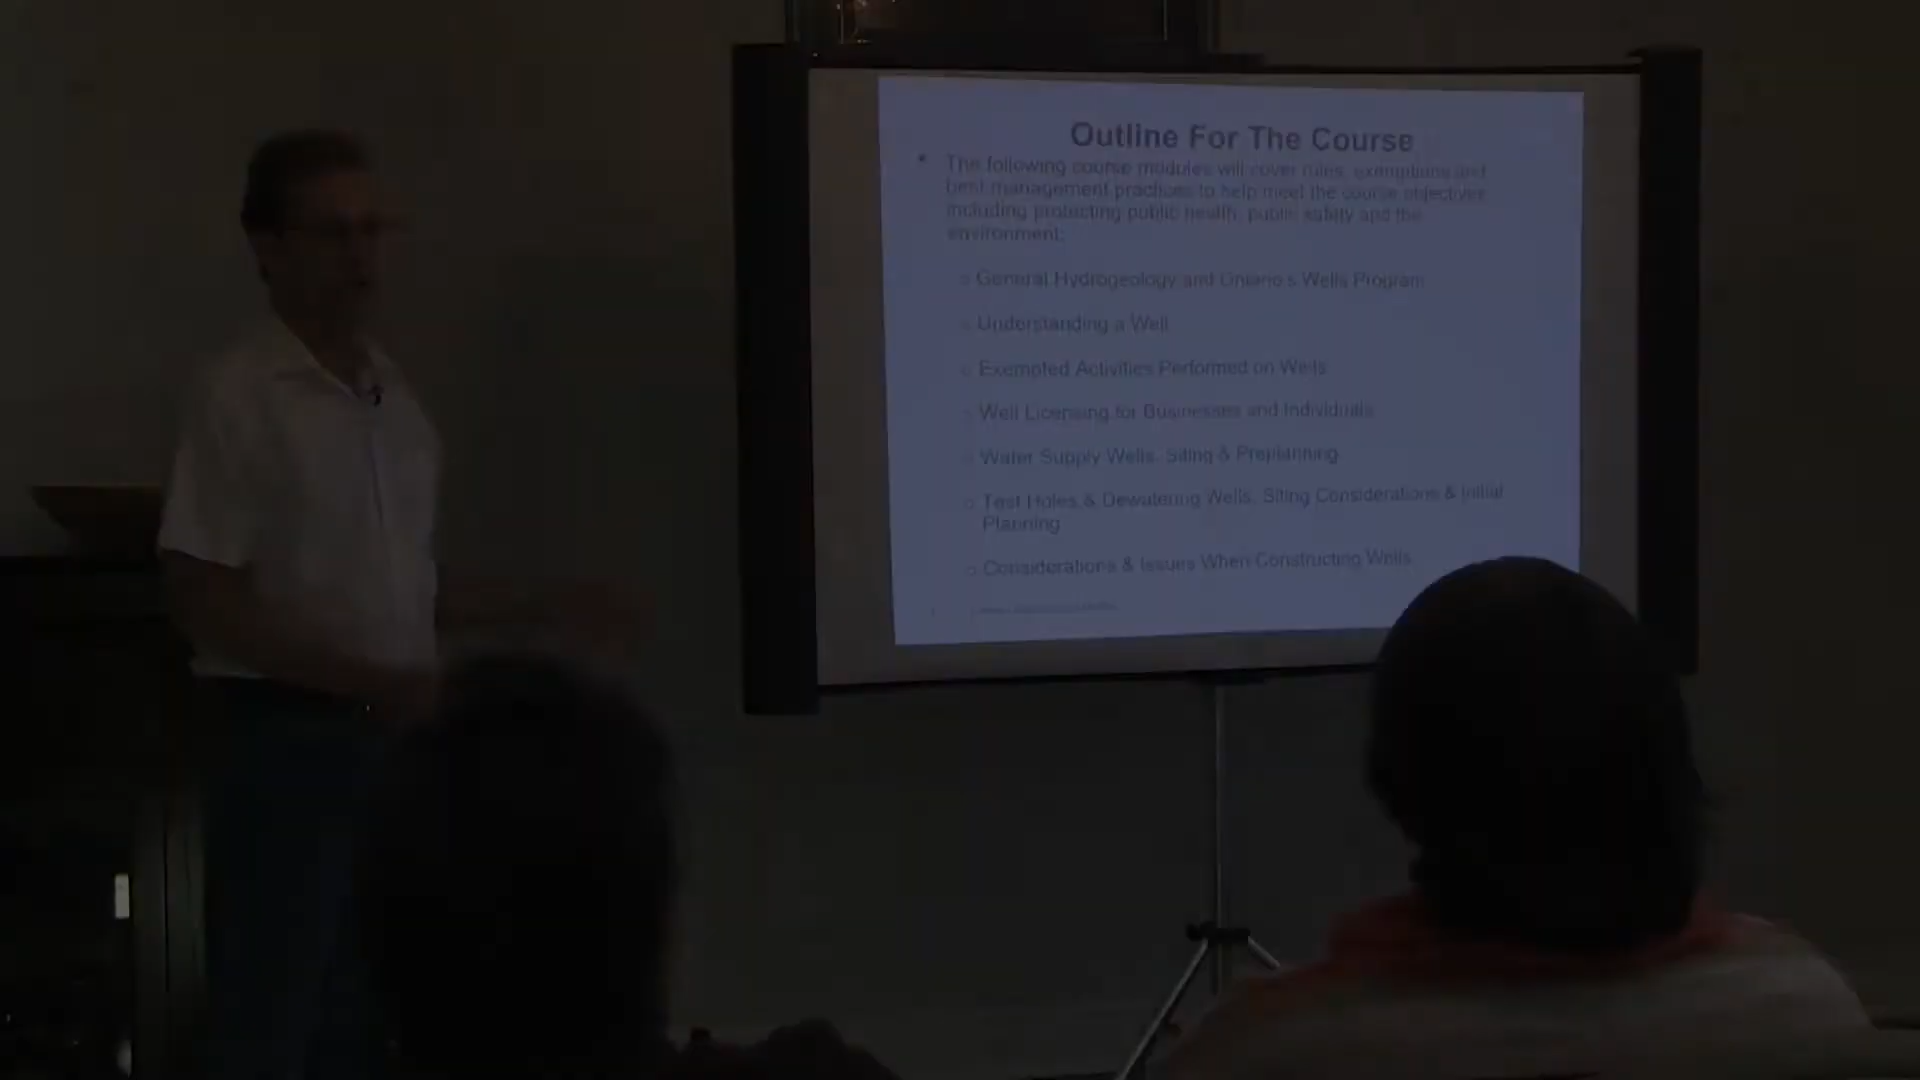 Outline For The Course
• The following course modules will cover rules, exemptions and
best management practices to help meet the course objectives
including protecting public health, public safety and the
environment:
o General Hydrogeology and Ontario's Wells Program
o Understanding a Well
o Exempted Activities Performed on Wells
o Well Licensing for Businesses and Individuals
o Water Supply Wells, Siting & Preplanning
o Test Holes & Dewatering Wells, Siting Considerations & Initial
Planning
o Considerations & Issues When Constructing Wells